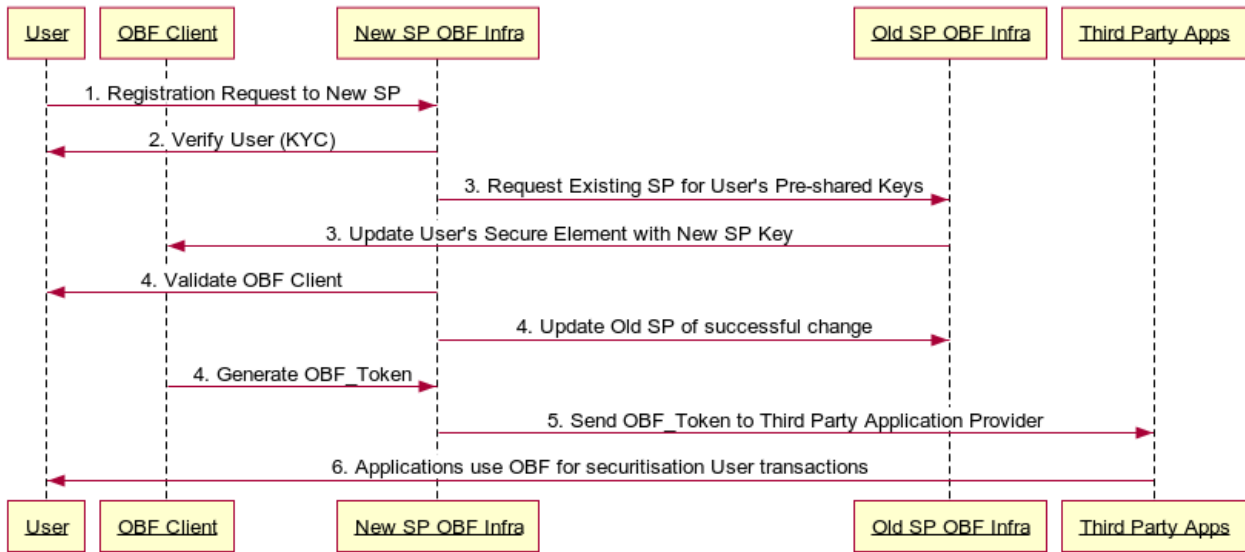 User
OBF Client
New SP OBF Infra
Old SP OBF Infra
Third Party Apps
1. Registration Request to New SP
2. Verify User (KYC)
3. Request Existing SP for User's Pre-shared Keys
3. Update User's Secure Element with New SP Key
4. Validate OBF Client
4. Update Old SP of successful change
4. Generate OBF_Token
5. Send OBF_Token to Third Party Application Provider
6. Applications use OBF for securitisation User transactions
User
OBF Client
New SP OBF Infra
Old SP OBF Infra
Third Party Apps